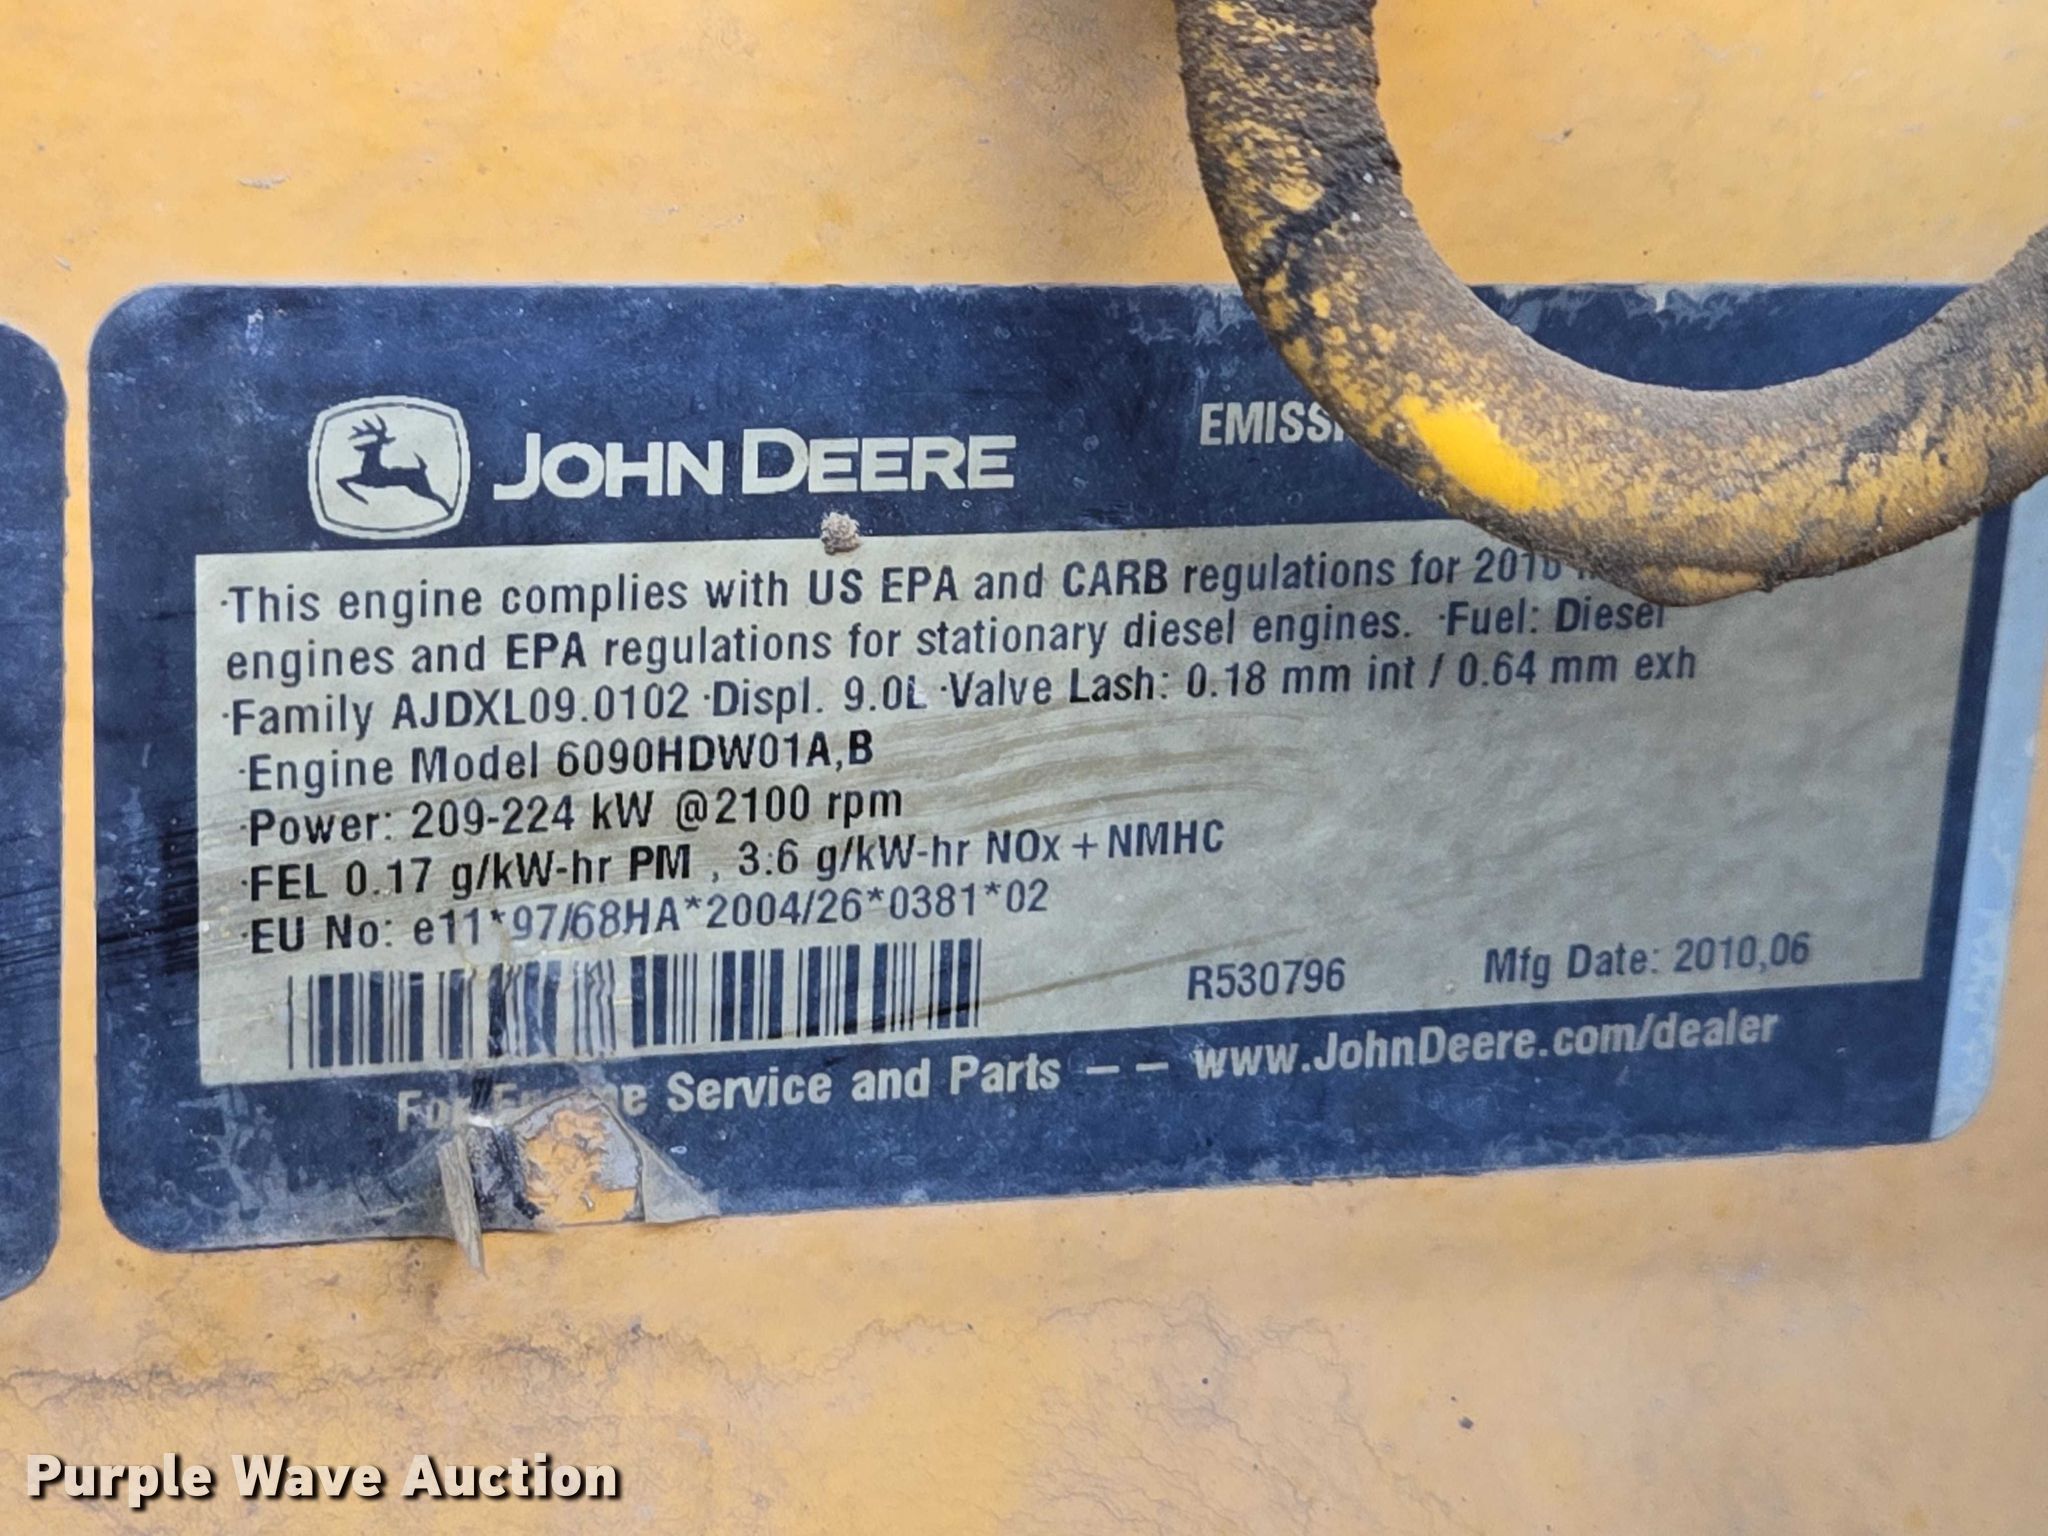 JOHN DEERE
·This engine complies with US EPA and CARB regulations for 2010
engines and EPA regulations for stationary diesel engines. ·Fuel: Diesel
·Family AJDXL09.0102 ·Displ. 9.0L ·Valve Lash: 0.18 mm int / 0.64 mm exh
·Engine Model 6090HDW01A,B
·Power: 209-224 kW @2100 rpm
·FEL 0.17 g/kW-hr PM , 3.6 g/kW-hr NOx + NMHC
·EU No: e11*97/68HA*2004/26*0381*02
R530796 Mfg Date: 2010,06
For Engine Service and Parts – – www.JohnDeere.com/dealer
Purple Wave Auction